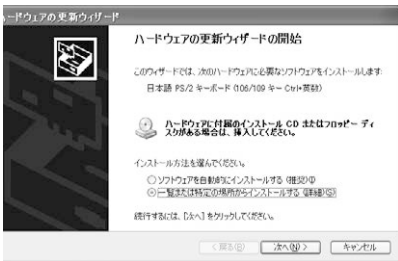 ハードウェアの更新ウィザード
ハードウェアの更新ウィザードの開始
このウィザードでは、次のハードウェアに必要なソフトウェアをインストールします:
日本語 PS/2 キーボード (106/109 キー Ctrl+英数)
ハードウェアに付属のインストール CD またはフロッピー ディ
スクがある場合は、挿入してください。
インストール方法を選んでください。
ソフトウェアを自動的にインストールする (推奨)(I)
一覧または特定の場所からインストールする (詳細)(S)
続行するには、[次へ] をクリックしてください。
< 戻る(B) 次へ(N) > キャンセル